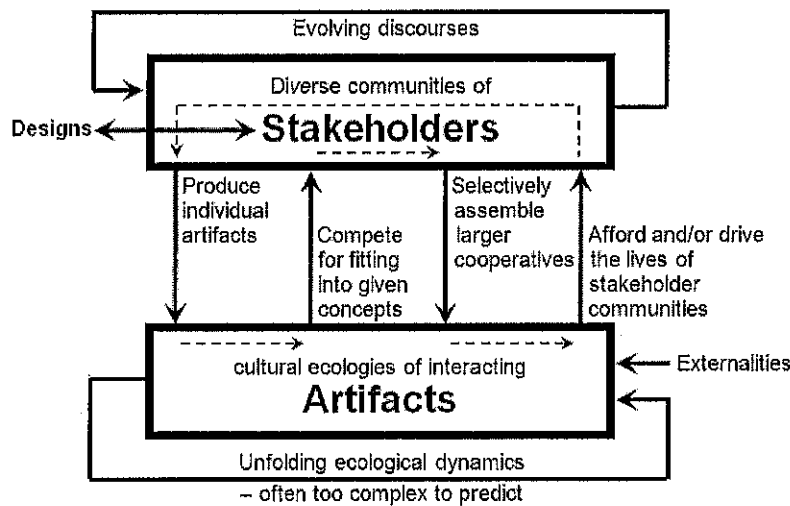 Evolving discourses
Diverse communities of
Designs
Stakeholders
Produce
individual
artifacts
Compete
for fitting
into given
concepts
Selectively
assemble
larger
cooperatives
Afford and/or drive
the lives of
stakeholder
communities
cultural ecologies of interacting
Artifacts
Externalities
Unfolding ecological dynamics
– often too complex to predict